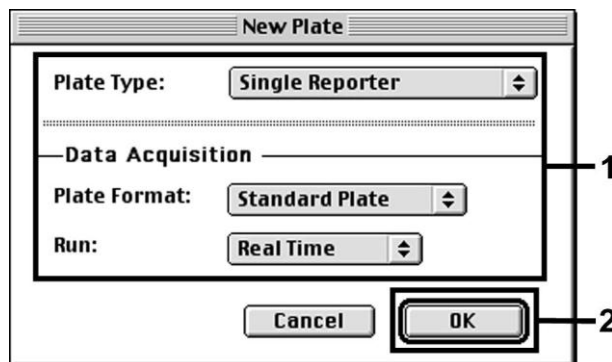 New Plate
Plate Type: Single Reporter
Data Acquisition
1
Plate Format: Standard Plate
Run: Real Time
Cancel OK 2